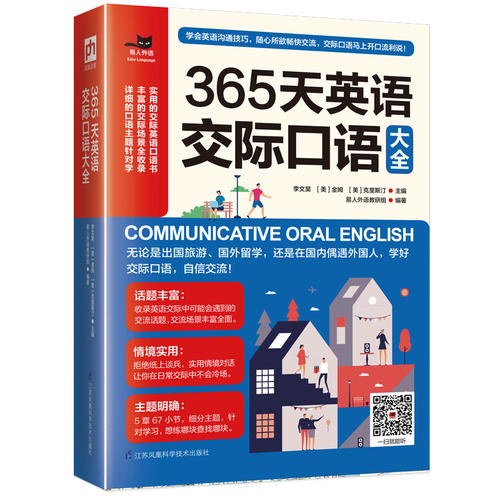 学会英语沟通技巧，随心所欲畅快交流，交际口语马上开口流利说！
易人外语
Easy Language
实用的交际英语口语书
丰富的交际场景全收录
详细的口语主题针对学
365天英语
交际口语
大全
李文昊 [美]金姆 [美]克里斯汀 主编
易人外语教研组 编著
COMMUNICATIVE ORAL ENGLISH
无论是出国旅游、国外留学，还是在国内偶遇外国人，学好
交际口语，自信交流！
话题丰富：
收录英语交际中可能会遇到的
交流话题，交流场景丰富全面。
情境实用：
拒绝纸上谈兵，实用情境对话
让你在日常交际中不会冷场。
主题明确：
5章67小节，细分主题，针
对学习，想练哪块查找哪块。
扫一扫就能听
江苏凤凰科学技术出版社
365天英语
交际口语大全
江苏凤凰科学技术出版社